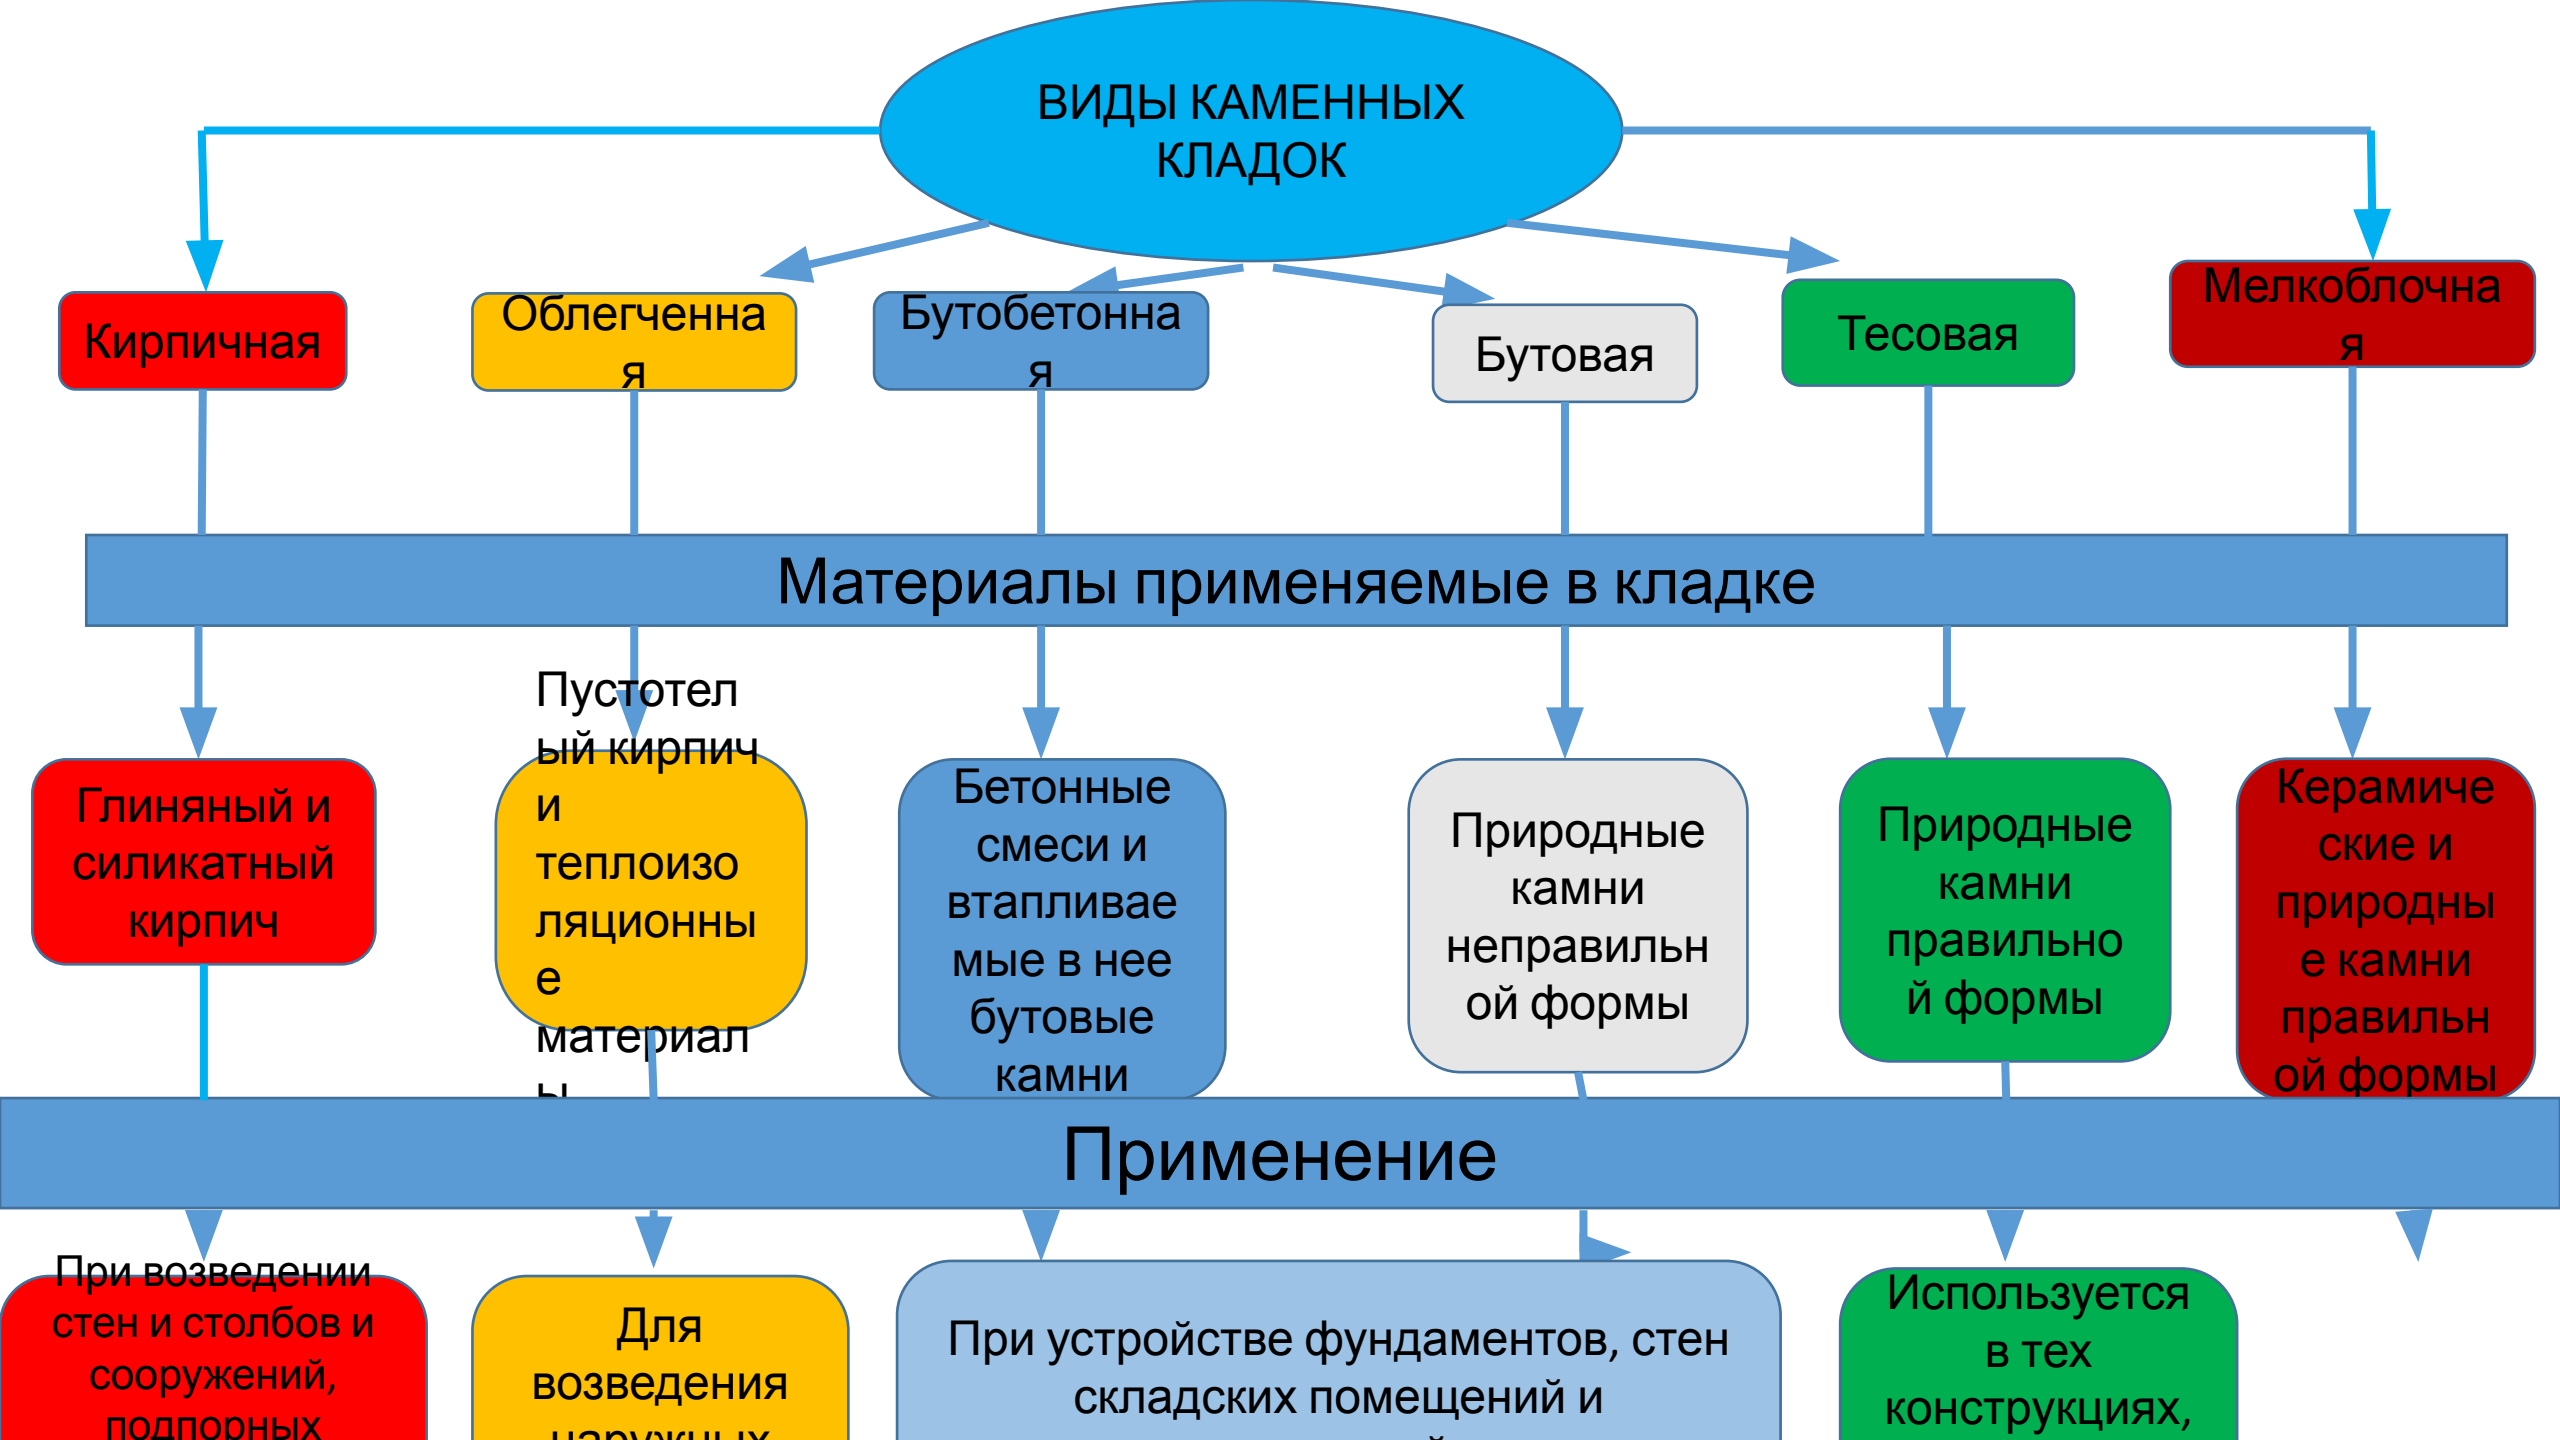 ВИДЫ КАМЕННЫХ
КЛАДОК
Кирпичная
Облегченна
я
Бутобетонна
я
Бутовая
Тесовая
Мелкоблочна
я
Материалы применяемые в кладке
Глиняный и
силикатный
кирпич
Пустотел
ый кирпич
и
теплоизо
ляционны
е
материал
ы
Бетонные
смеси и
втапливае
мые в нее
бутовые
камни
Природные
камни
неправильн
ой формы
Природные
камни
правильно
й формы
Керамиче
ские и
природны
е камни
правильн
ой формы
Применение
При возведении
стен и столбов и
сооружений,
подпорных
Для
возведения
наружных
При устройстве фундаментов, стен
складских помещений и
Используется
в тех
конструкциях,